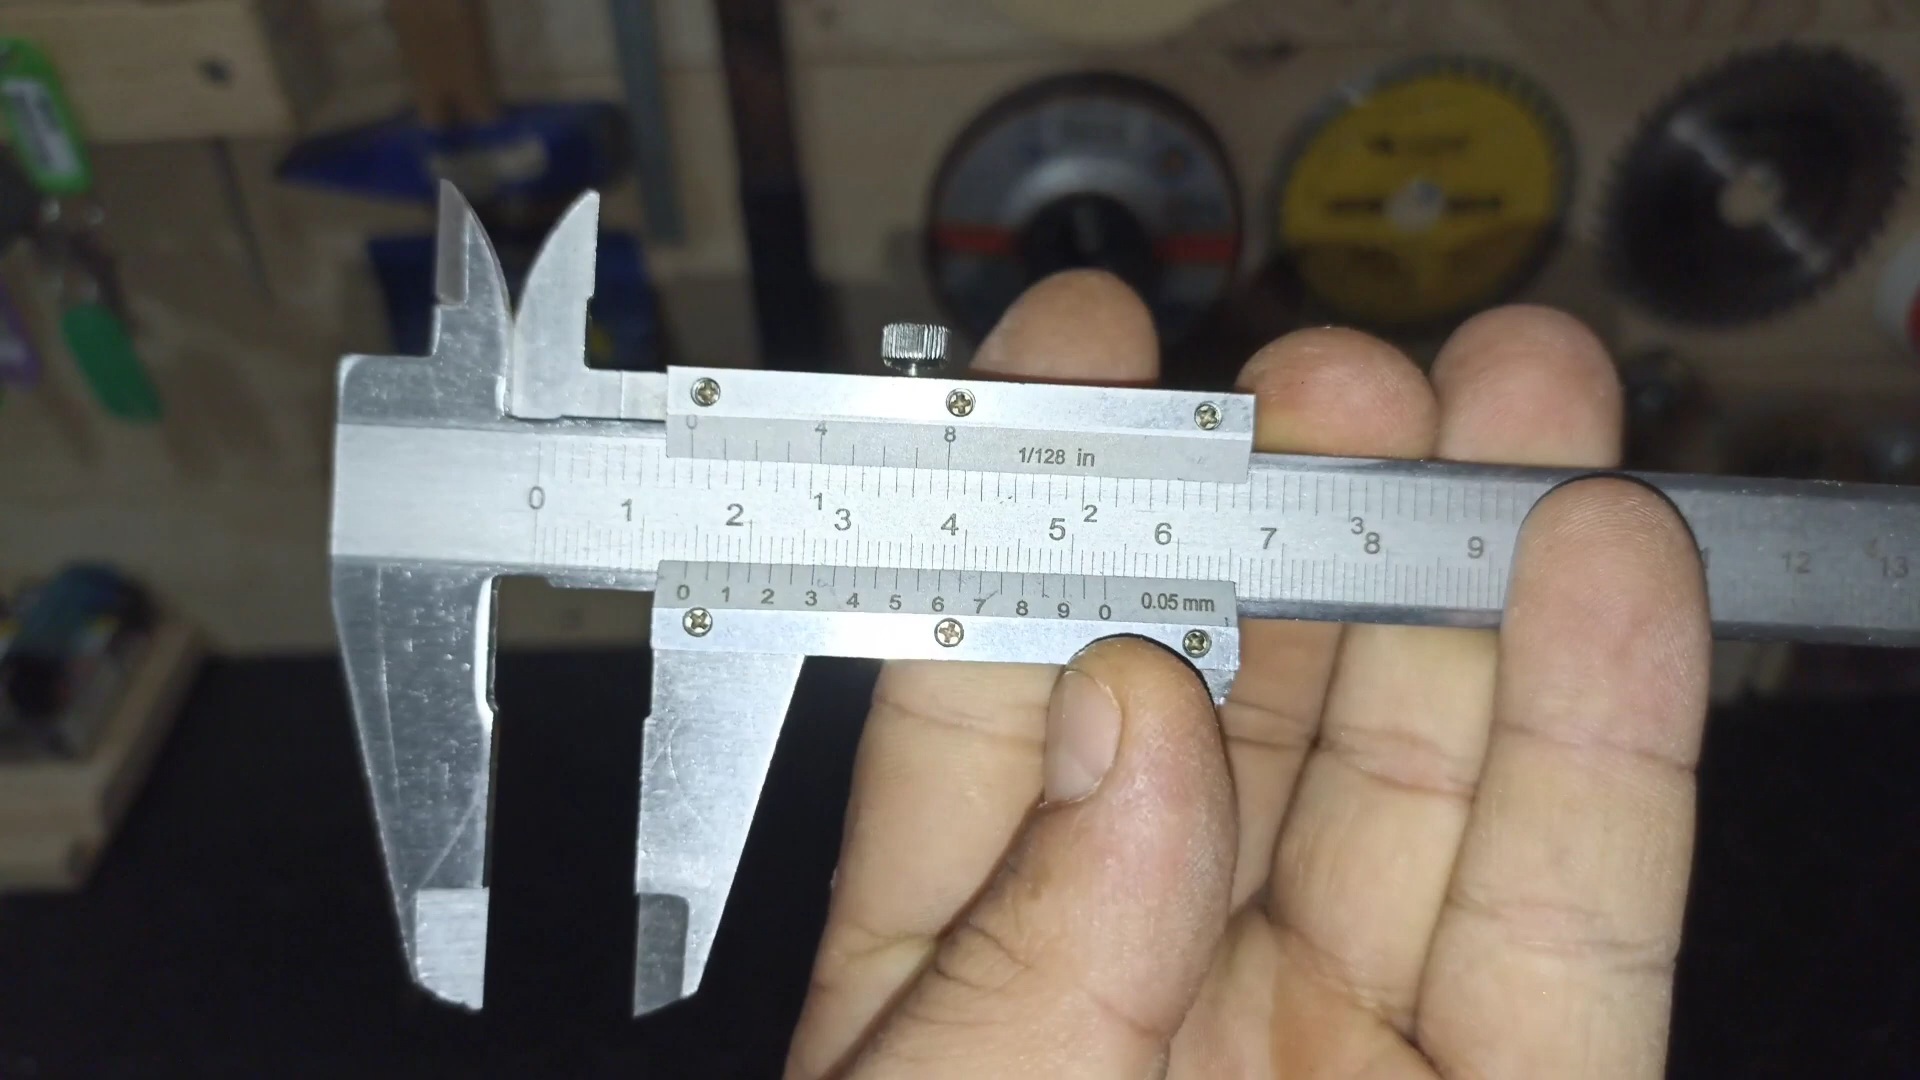 0 4 8 1/128 in
0 1 2 3
0 1 2 3 4 5 6 7 8 9 12 13
0 1 2 3 4 5 6 7 8 9 0 0.05 mm